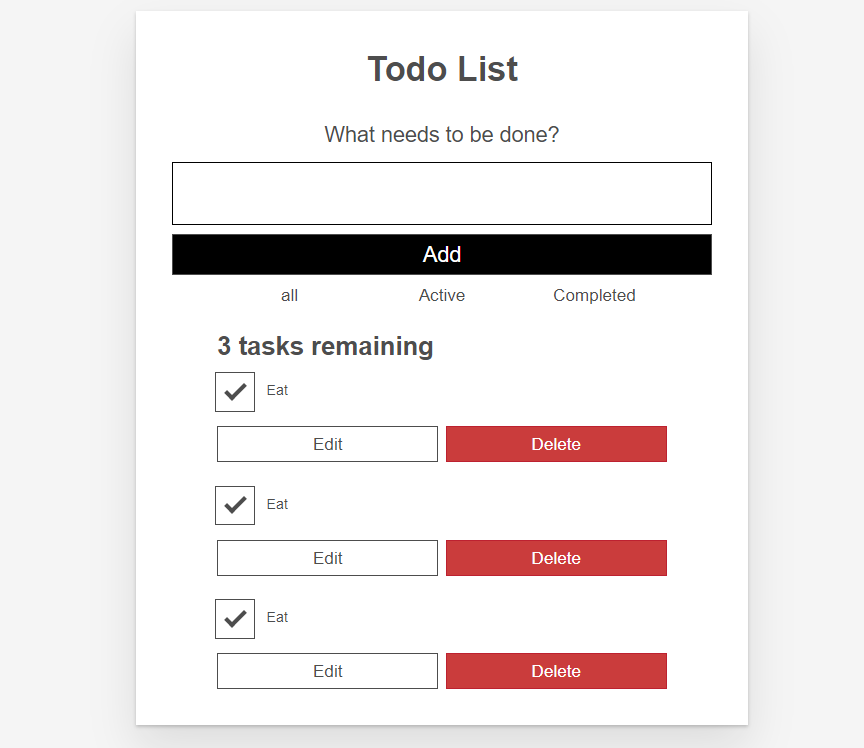 Todo List
What needs to be done?
Add
all Active Completed
3 tasks remaining
Eat
Edit Delete
Eat
Edit Delete
Eat
Edit Delete